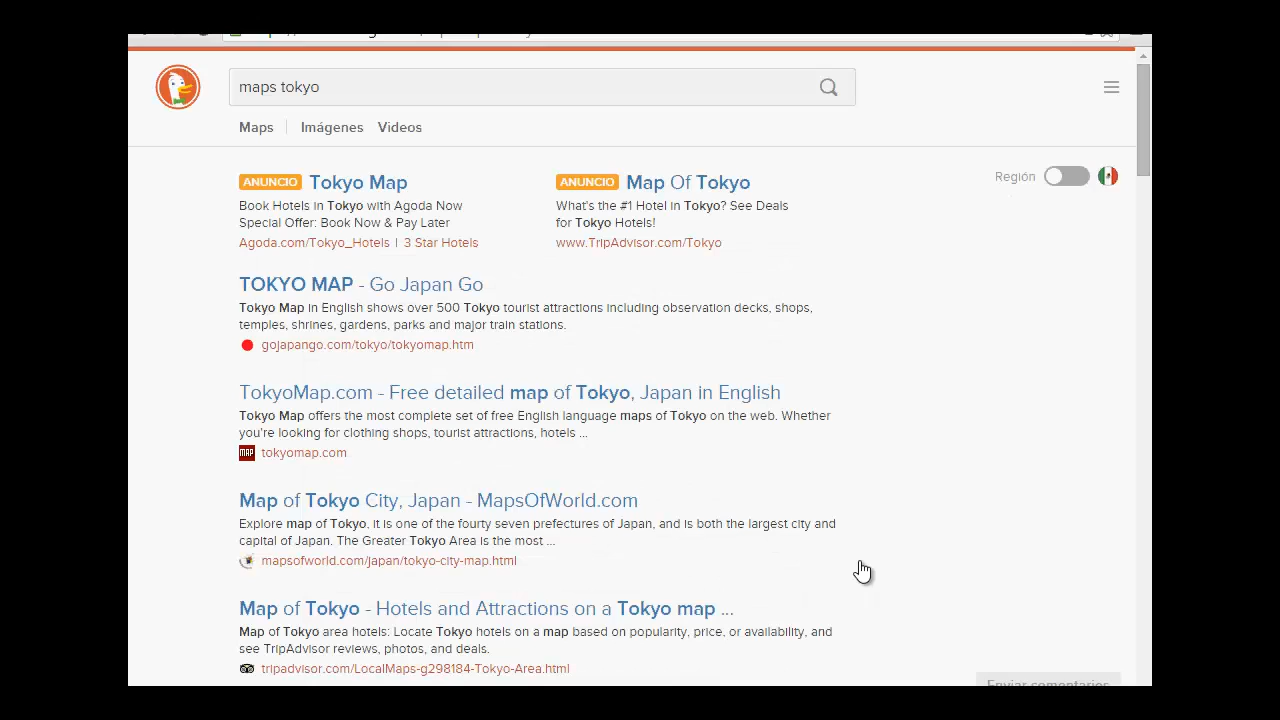 maps tokyo
Maps Imágenes Videos
Región
ANUNCIO Tokyo Map
Book Hotels in Tokyo with Agoda Now
Special Offer: Book Now & Pay Later
Agoda.com/Tokyo_Hotels | 3 Star Hotels
ANUNCIO Map Of Tokyo
What's the #1 Hotel in Tokyo? See Deals
for Tokyo Hotels!
www.TripAdvisor.com/Tokyo
TOKYO MAP - Go Japan Go
Tokyo Map in English shows over 500 Tokyo tourist attractions including observation decks, shops,
temples, shrines, gardens, parks and major train stations.
gojapango.com/tokyo/tokyomap.htm
TokyoMap.com - Free detailed map of Tokyo, Japan in English
Tokyo Map offers the most complete set of free English language maps of Tokyo on the web. Whether
you're looking for clothing shops, tourist attractions, hotels ...
MAP tokyomap.com
Map of Tokyo City, Japan - MapsOfWorld.com
Explore map of Tokyo, it is one of the fourty seven prefectures of Japan, and is both the largest city and
capital of Japan. The Greater Tokyo Area is the most ...
mapsofworld.com/japan/tokyo-city-map.html
Map of Tokyo - Hotels and Attractions on a Tokyo map ...
Map of Tokyo area hotels: Locate Tokyo hotels on a map based on popularity, price, or availability, and
see TripAdvisor reviews, photos, and deals.
tripadvisor.com/LocalMaps-g298184-Tokyo-Area.html
Enviar comentarios